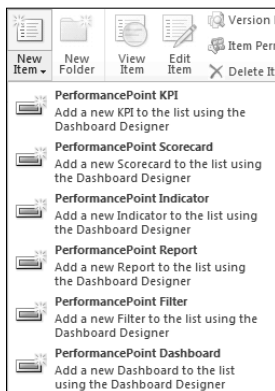 New Item
New Folder
View Item
Edit Item
Version
Item Per
Delete It
PerformancePoint KPI
Add a new KPI to the list using the
Dashboard Designer
PerformancePoint Scorecard
Add a new Scorecard to the list using
the Dashboard Designer
PerformancePoint Indicator
Add a new Indicator to the list using
the Dashboard Designer
PerformancePoint Report
Add a new Report to the list using
the Dashboard Designer
PerformancePoint Filter
Add a new Filter to the list using the
Dashboard Designer
PerformancePoint Dashboard
Add a new Dashboard to the list
using the Dashboard Designer